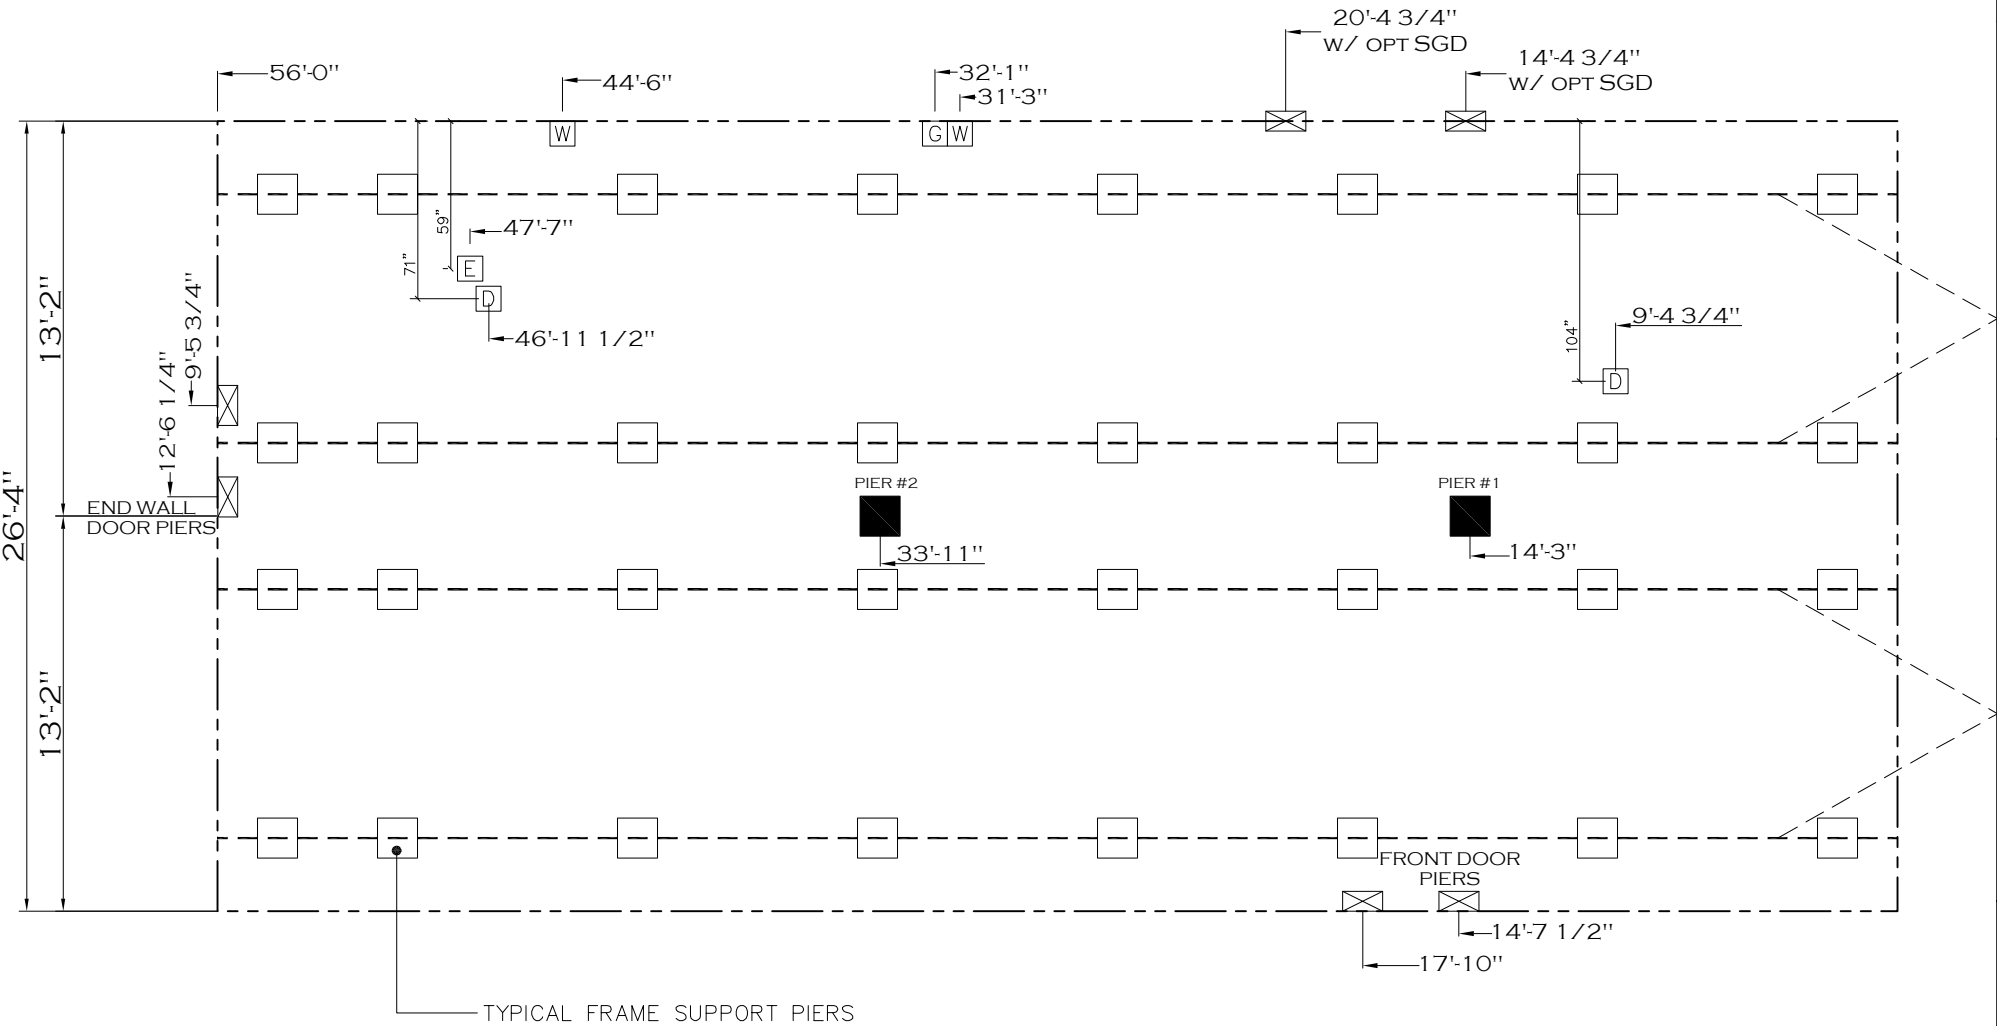 20'-4 3/4"
W/ OPT SGD
14'-4 3/4"
W/ OPT SGD
56'-0"
44'-6"
32'-1"
31'-3"
W
G
W
59"
47'-7"
71"
E
D
46'-11 1/2"
13'-2"
9'-5 3/4"
12'-6 1/4"
104"
9'-4 3/4"
D
26'-4"
END WALL
DOOR PIERS
PIER #2
PIER #1
33'-11"
14'-3"
13'-2"
FRONT DOOR
PIERS
14'-7 1/2"
17'-10"
TYPICAL FRAME SUPPORT PIERS